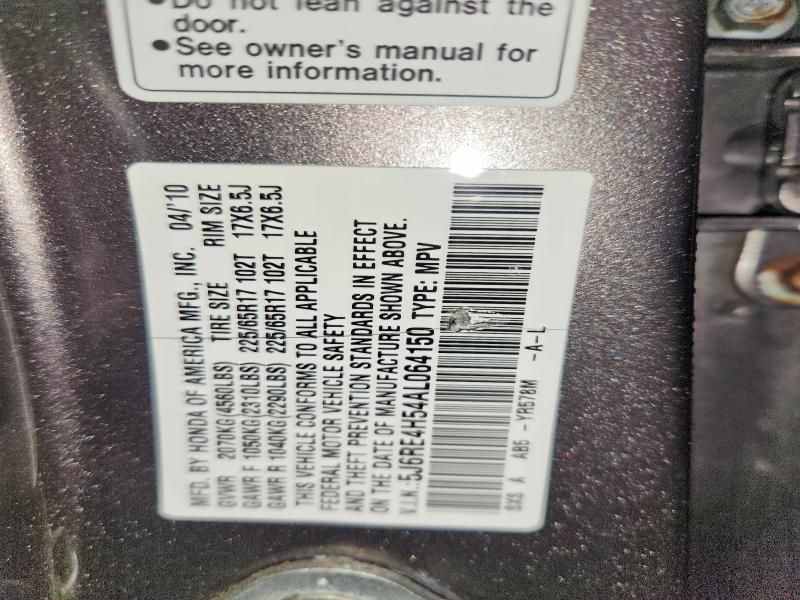 •Do not lean against the
door.
•See owner's manual for
more information.
MFD. BY HONDA OF AMERICA MFG., INC. 04/'10
GVWR 2070KG (4560LBS) TIRE SIZE RIM SIZE
GAWR F 1050KG (2310LBS) 225/65R17 102T 17X6.5J
GAWR R 1040KG (2290LBS) 225/65R17 102T 17X6.5J
THIS VEHICLE CONFORMS TO ALL APPLICABLE
FEDERAL MOTOR VEHICLE SAFETY
AND THEFT PREVENTION STANDARDS IN EFFECT
ON THE DATE OF MANUFACTURE SHOWN ABOVE.
V.I.N.:5J6RE4H54AL064150 TYPE: MPV
SXS A AB5 -YR578M -A-L